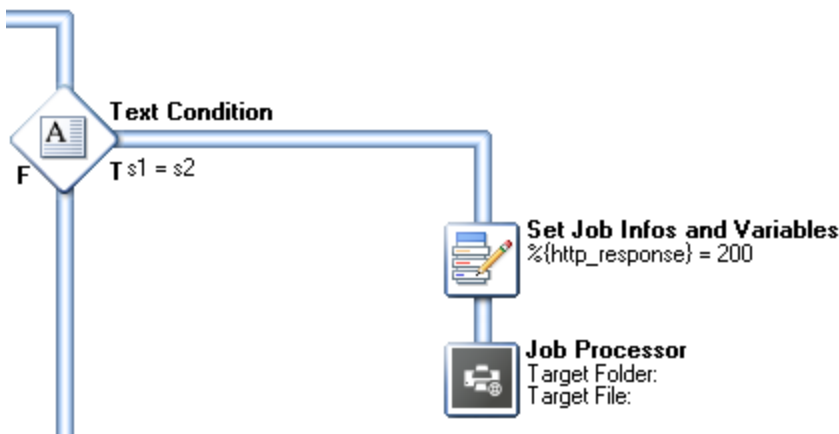 Text Condition
A
F
T s1 = s2
Set Job Infos and Variables
%{http_response} = 200
Job Processor
Target Folder:
Target File: